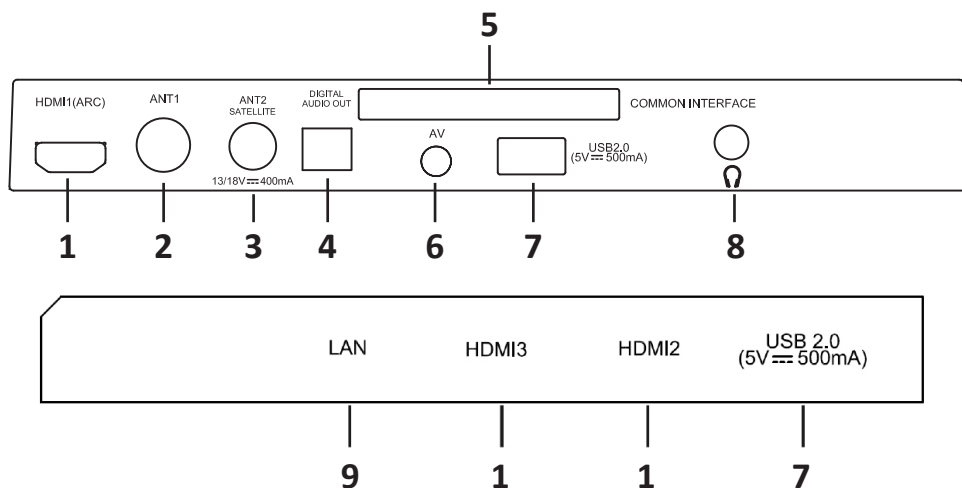 5
HDMI1(ARC)
ANT1
ANT2
SATELLITE
DIGITAL
AUDIO OUT
COMMON INTERFACE
AV
USB2.0
(5V⎓500mA)
13/18V⎓400mA
1 2 3 4 6 7 8
LAN HDMI3 HDMI2 USB 2.0
(5V⎓500mA)
9 1 1 7